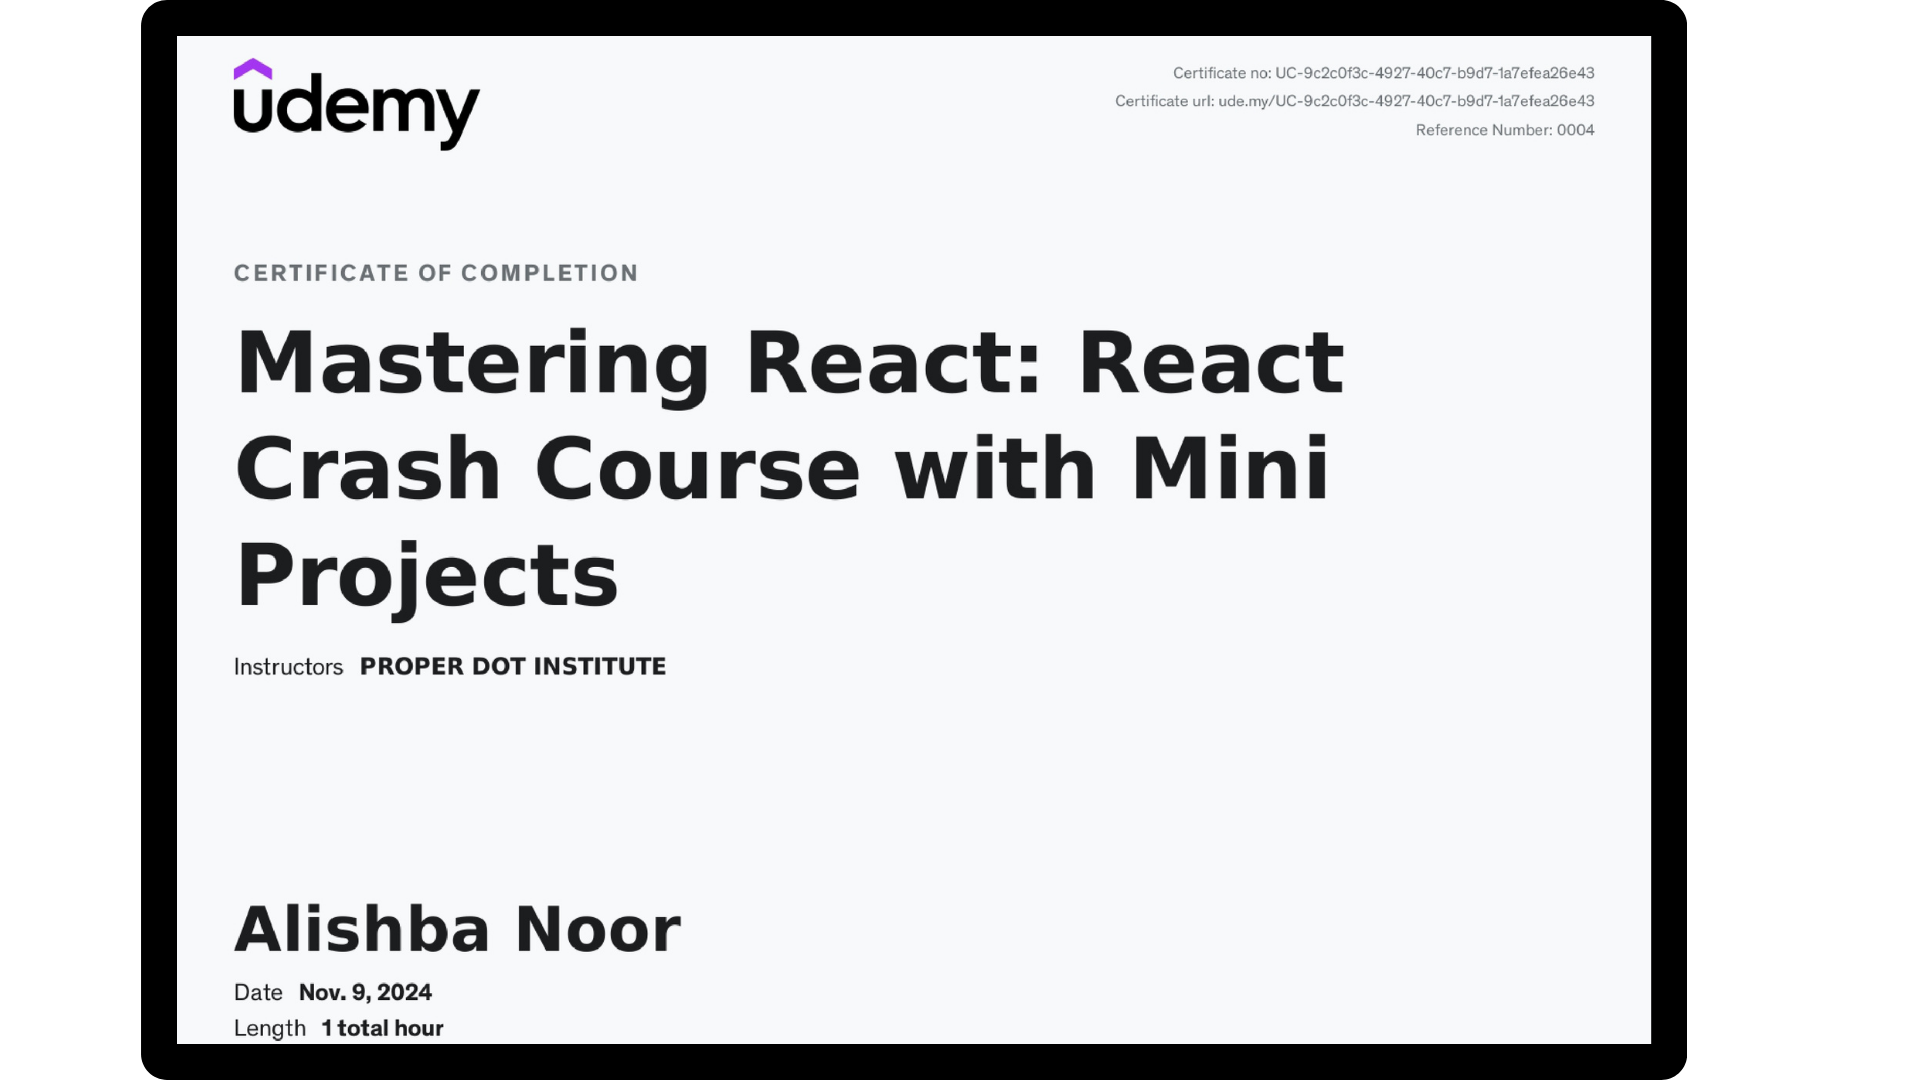 udemy
Certificate no: UC-9c2c0f3c-4927-40c7-b9d7-1a7efea26e43
Certificate url: ude.my/UC-9c2c0f3c-4927-40c7-b9d7-1a7efea26e43
Reference Number: 0004
CERTIFICATE OF COMPLETION
Mastering React: React
Crash Course with Mini
Projects
Instructors PROPER DOT INSTITUTE
Alishba Noor
Date Nov. 9, 2024
Length 1 total hour